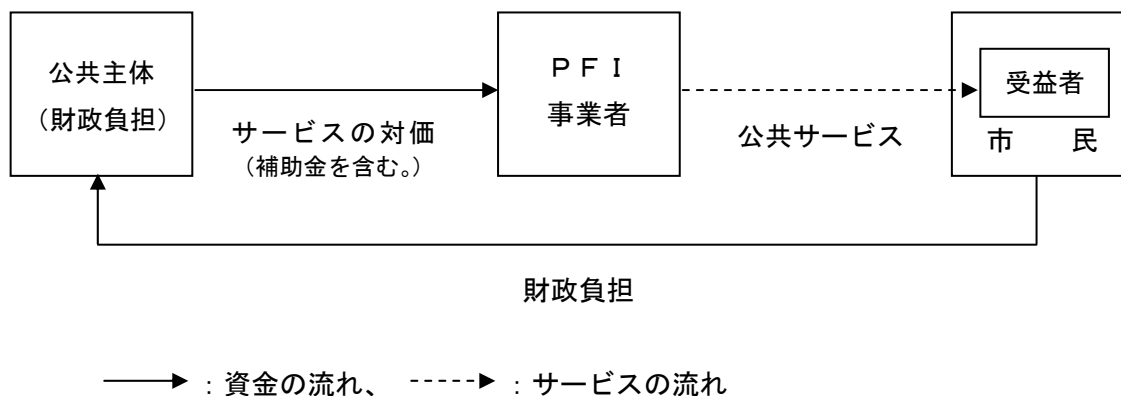 公共主体
（財政負担）
サービスの対価
（補助金を含む。）
ＰＦＩ
事業者
公共サービス
受益者
市　　民
財政負担
：資金の流れ、　：サービスの流れ